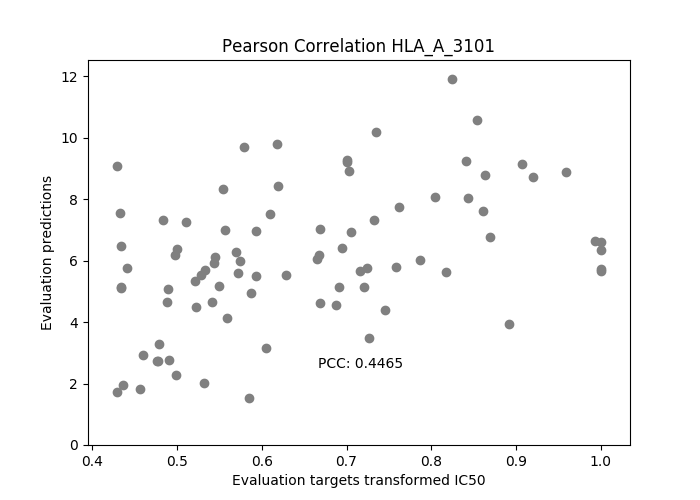 Pearson Correlation HLA_A_3101
12
10
8
6
4
2
0
Evaluation predictions
PCC: 0.4465
0.4 0.5 0.6 0.7 0.8 0.9 1.0
Evaluation targets transformed IC50